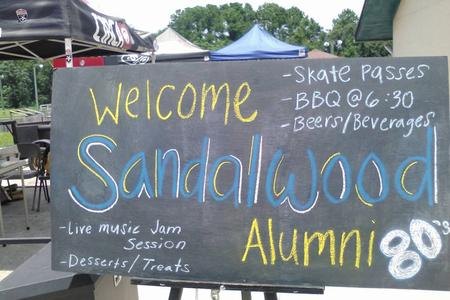 Welcome
-Skate Passes
-BBQ @ 6:30
-Beers/Beverages
Sandalwood
Alumni 80's
-Live music Jam
Session
-Desserts/Treats